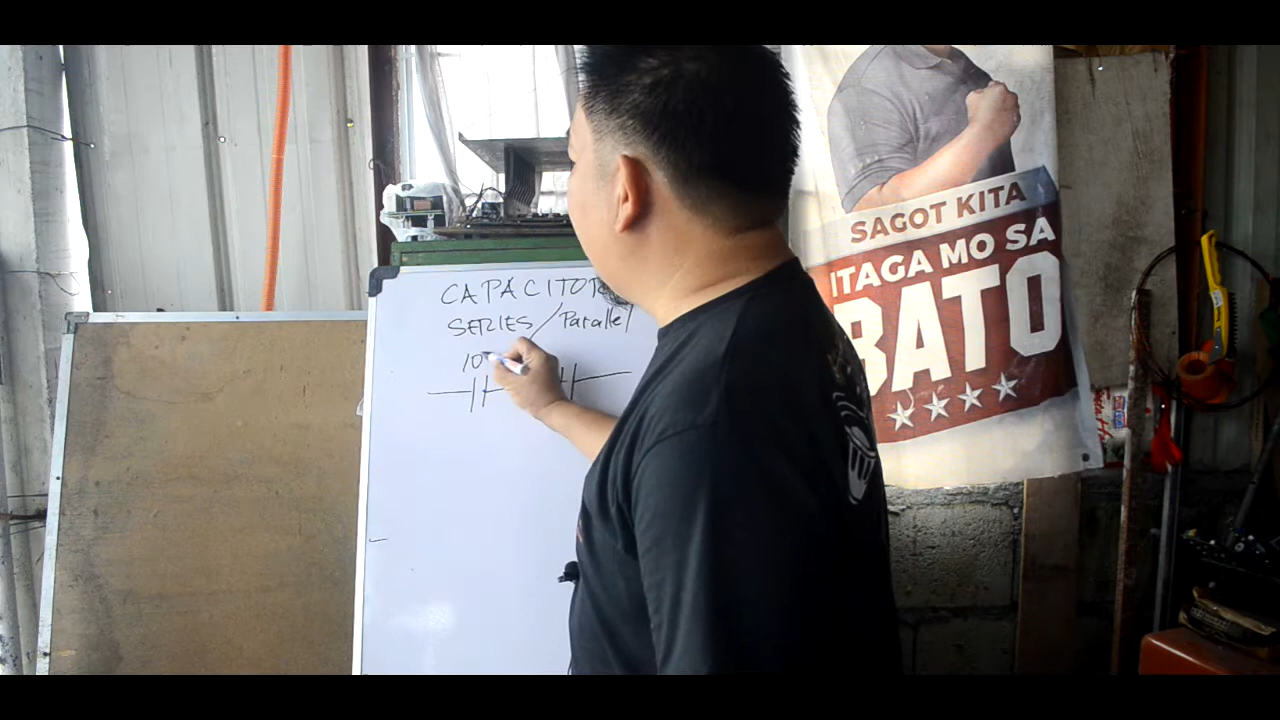 CAPACITOR
SERIES / Parallel
10
SAGOT KITA
ITAGA MO SA
BATO